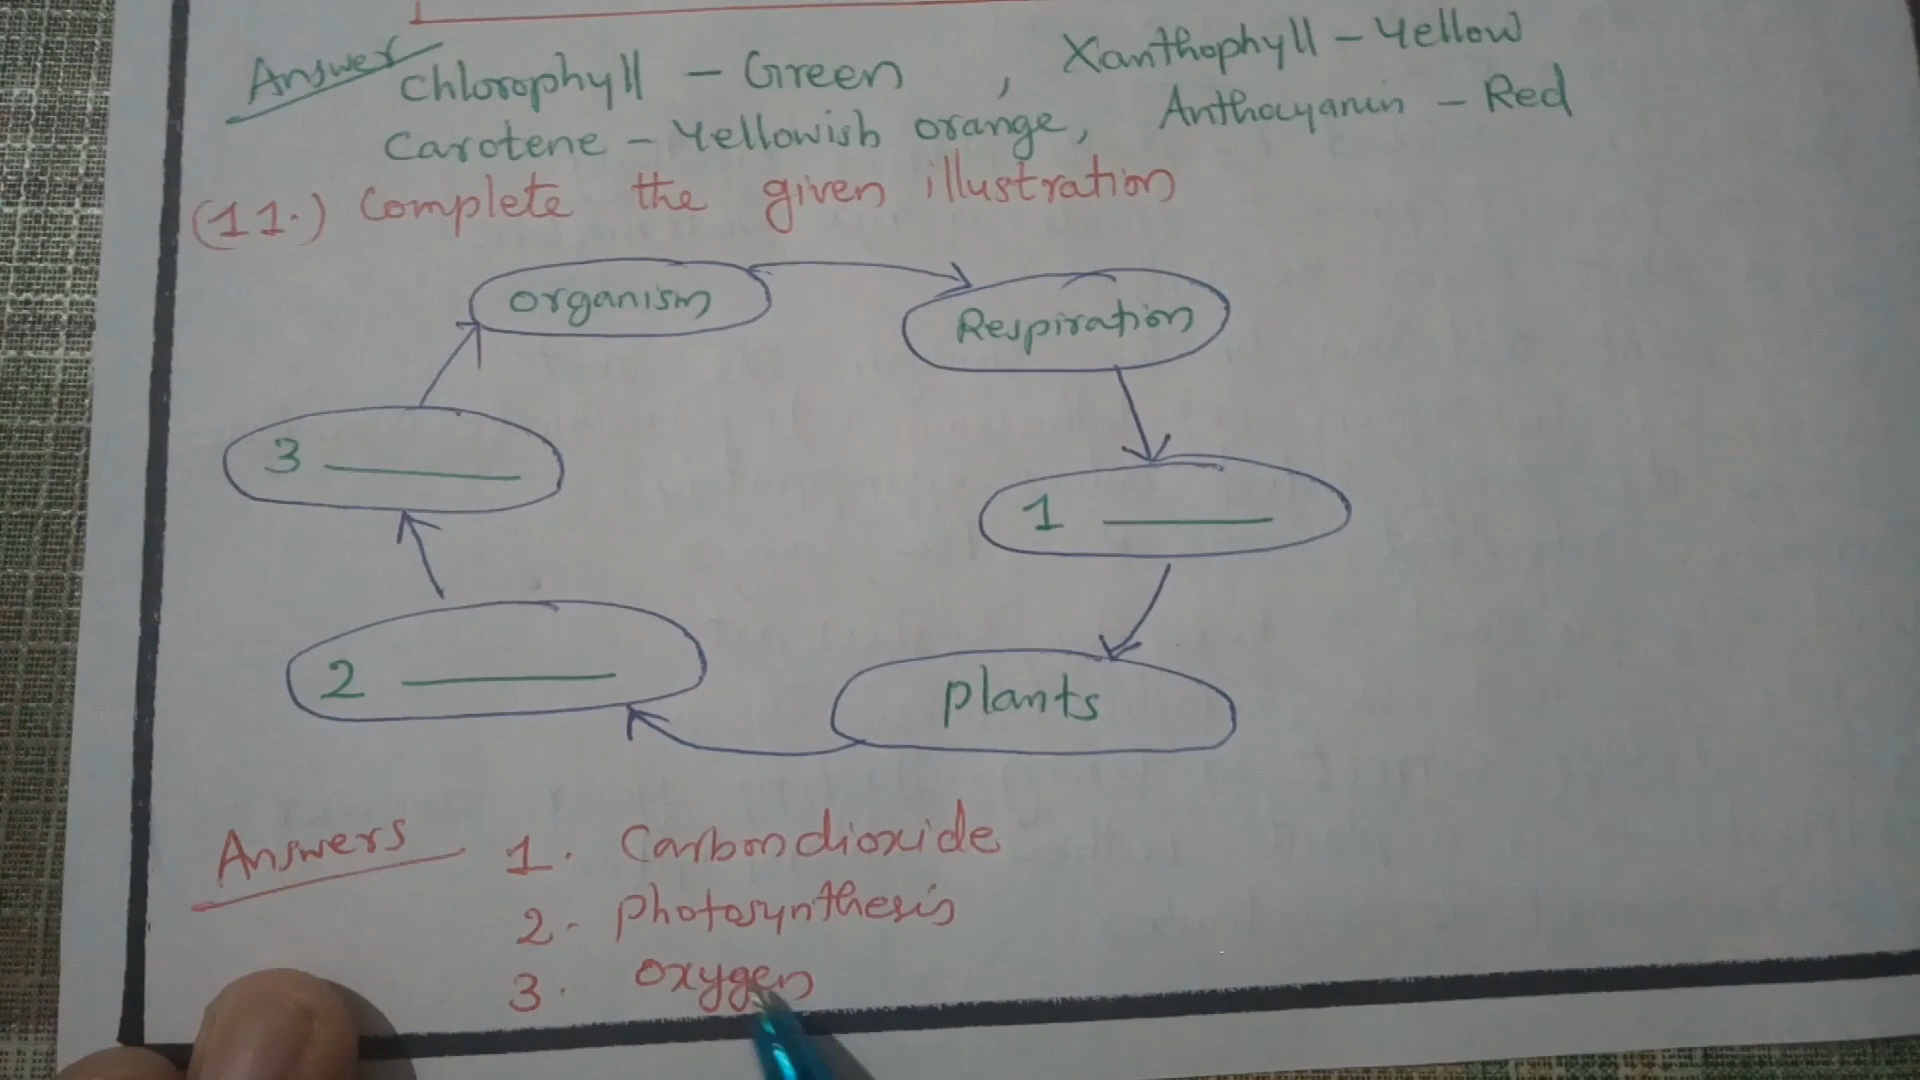 Answer Chlorophyll - Green , Xanthophyll - Yellow
Carotene - Yellowish orange, Anthocyanin - Red
(11.) Complete the given illustration
organism
Respiration
3
1
2
Plants
Answers 1. Carbondioxide
2. Photosynthesis
3. Oxygen